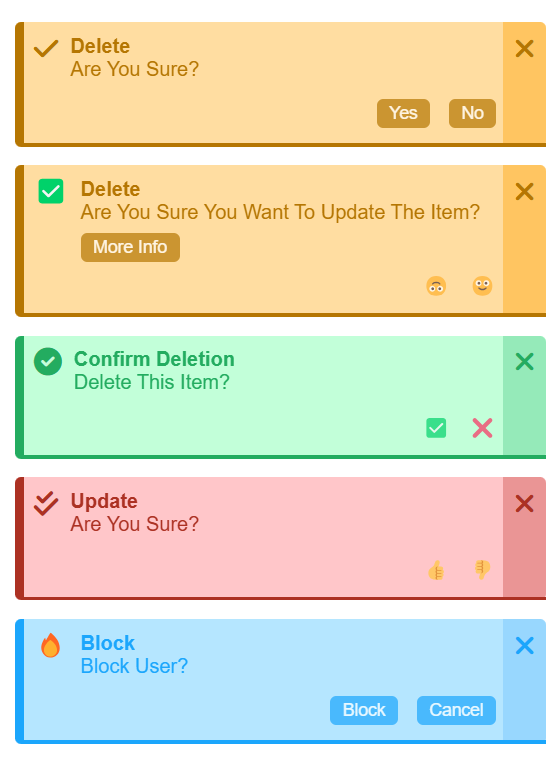 Delete
Are You Sure?
Yes No
Delete
Are You Sure You Want To Update The Item?
More Info
Confirm Deletion
Delete This Item?
Update
Are You Sure?
Block
Block User?
Block Cancel